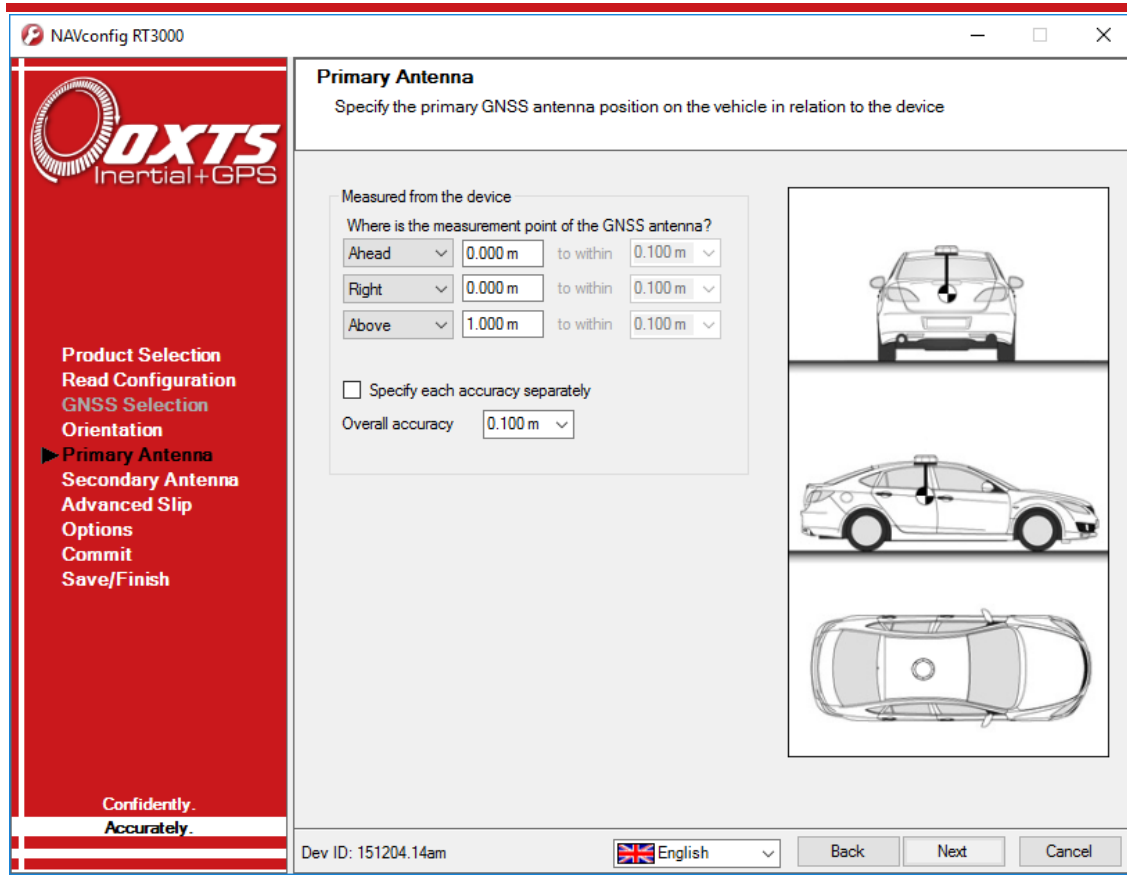 NAVconfig RT3000
OXTS
Inertial+GPS
Product Selection
Read Configuration
GNSS Selection
Orientation
Primary Antenna
Secondary Antenna
Advanced Slip
Options
Commit
Save/Finish
Confidently.
Accurately.
Primary Antenna
Specify the primary GNSS antenna position on the vehicle in relation to the device
Measured from the device
Where is the measurement point of the GNSS antenna?
Ahead 0.000 m to within 0.100 m
Right 0.000 m to within 0.100 m
Above 1.000 m to within 0.100 m
Specify each accuracy separately
Overall accuracy 0.100 m
Dev ID: 151204.14am English Back Next Cancel